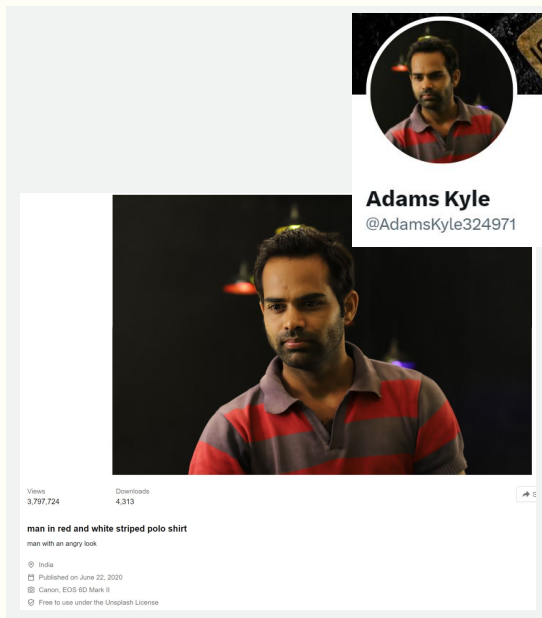 Adams Kyle
@AdamsKyle324971
Views
Downloads
3,797,724
4,313
man in red and white striped polo shirt
man with an angry look
India
Published on June 22, 2020
Canon, EOS 6D Mark II
Free to use under the Unsplash License